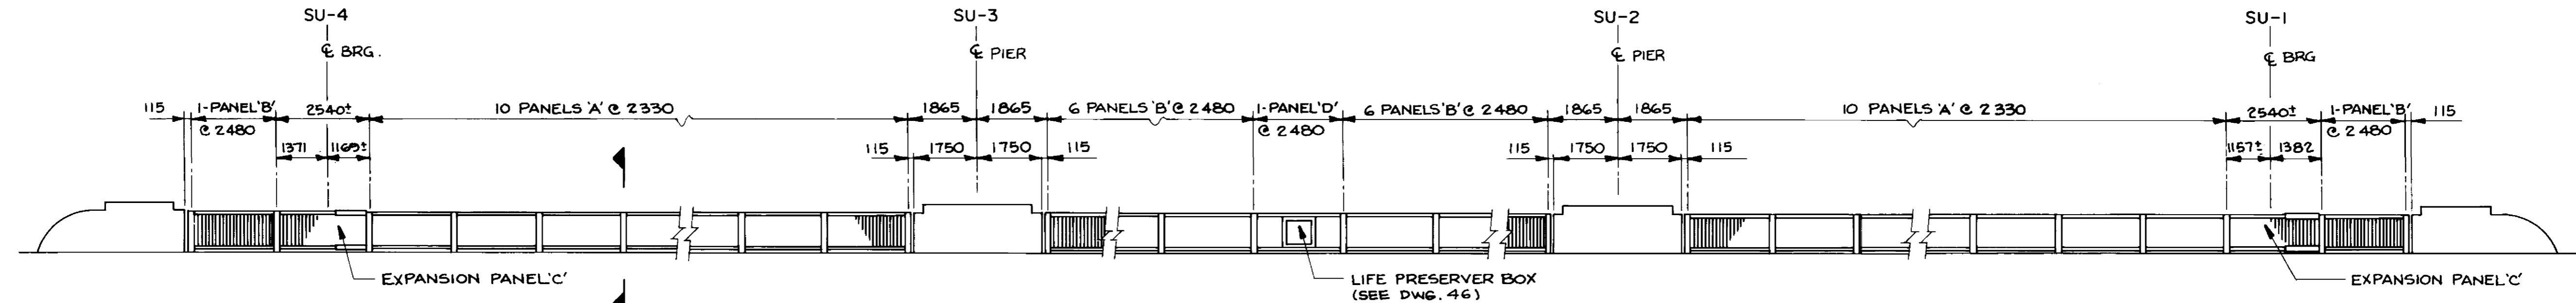 SU-4
SU-3
SU-2
SU-1
℄ BRG.
℄ PIER
℄ PIER
℄ BRG
115
1-PANEL'B'
@ 2480
2540±
10 PANELS 'A' @ 2330
1865
1865
6 PANELS 'B' @ 2480
1-PANEL'D'
@ 2480
6 PANELS'B' @ 2480
1865
1865
10 PANELS 'A' @ 2330
2540±
1-PANEL'B'
@ 2480
115
1371
1169±
115
1750
1750
115
115
1750
1750
115
1157±
1382
EXPANSION PANEL'C'
LIFE PRESERVER BOX
(SEE DWG. 46)
EXPANSION PANEL'C'